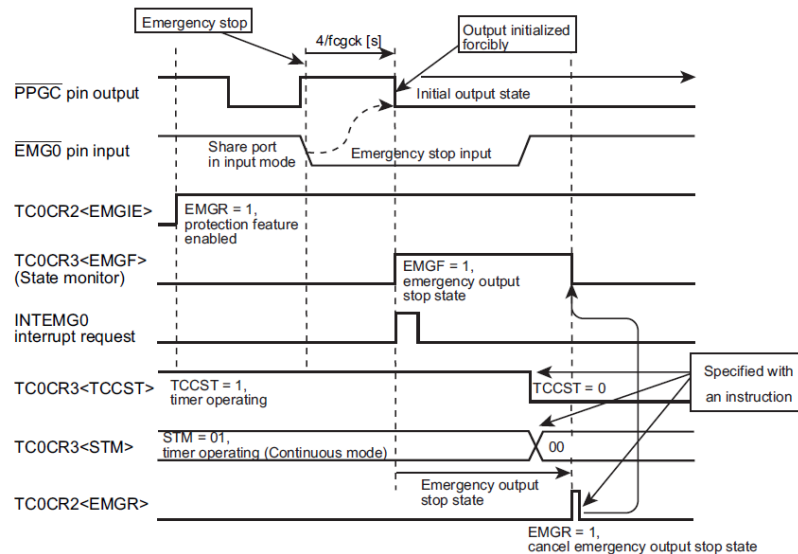 Emergency stop
4/fcgck [s]
Output initialized
forcibly
PPGC pin output
Initial output state
EMG0 pin input
Share port
in input mode
Emergency stop input
TC0CR2<EMGIE>
EMGR = 1,
protection feature
enabled
TC0CR3<EMGF>
(State monitor)
EMGF = 1,
emergency output
stop state
INTEMG0
interrupt request
TC0CR3<TCCST>
TCCST = 1,
timer operating
TCCST = 0
Specified with
an instruction
TC0CR3<STM>
STM = 01,
timer operating (Continuous mode)
00
Emergency output
stop state
TC0CR2<EMGR>
EMGR = 1,
cancel emergency output stop state